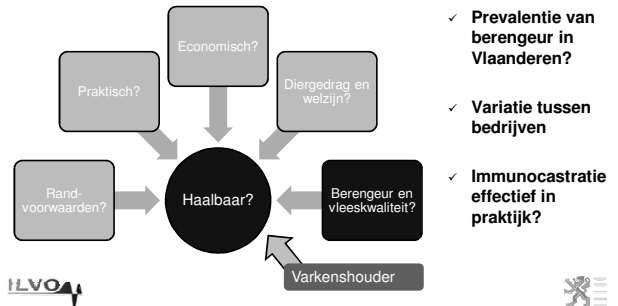 Economisch?
Praktisch?
Diergedrag en
welzijn?
Rand-
voorwaarden?
Haalbaar?
Berengeur en
vleeskwaliteit?
Varkenshouder
✓ Prevalentie van
berengeur in
Vlaanderen?
✓ Variatie tussen
bedrijven
✓ Immunocastratie
effectief in
praktijk?
ILVO